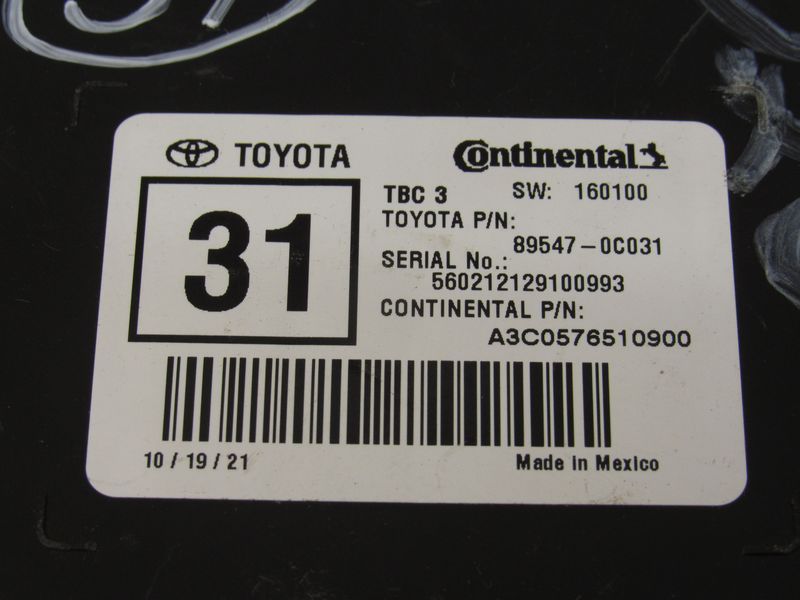 TOYOTA
Continental
31
TBC 3 SW: 160100
TOYOTA P/N:
89547-0C031
SERIAL No.:
560212129100993
CONTINENTAL P/N:
A3C0576510900
10 / 19 / 21
Made in Mexico